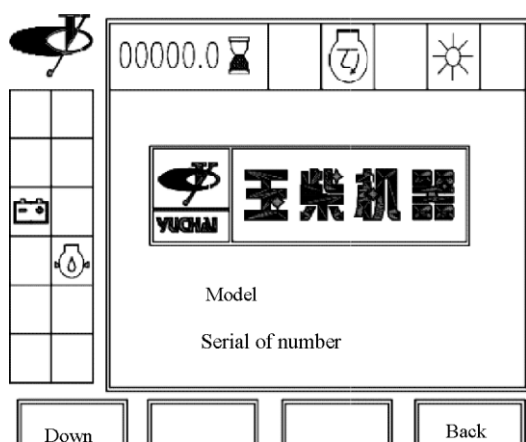 00000.0
YUCHAI 玉柴机器
Model
Serial of number
Down
Back